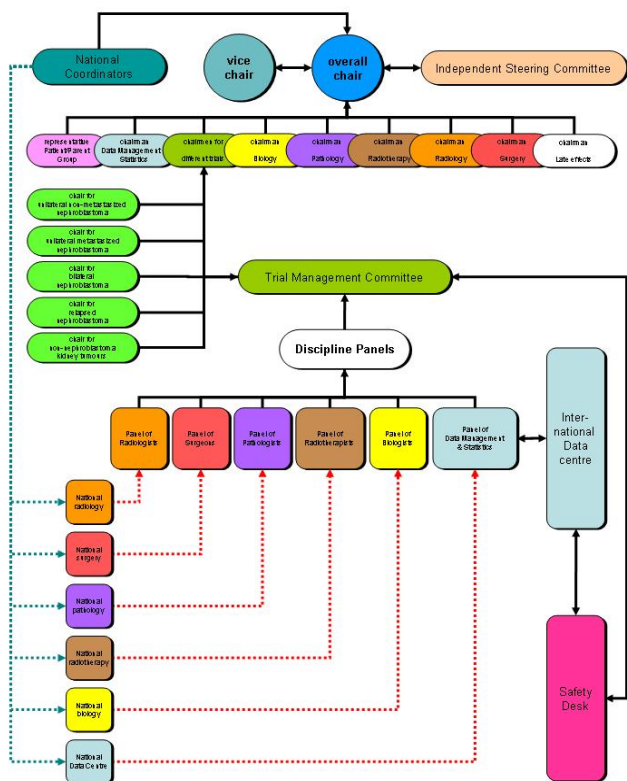 National
Coordinators
vice
chair
overall
chair
Independent Steering Committee
representative
Patient/Parent
Group
chairman
Data Management
Statistics
chairmen for
different trials
chairman
Biology
chairman
Pathology
chairman
Radiotherapy
chairman
Radiology
chairman
Surgery
chairman
Late effects
chair for
unilateral non-metastasized
nephroblastoma
chair for
unilateral metastasized
nephroblastoma
chair for
bilateral
nephroblastoma
chair for
relapsed
nephroblastoma
chair for
non-nephroblastoma
kidney tumours
Trial Management Committee
Discipline Panels
Panel of
Radiologists
Panel of
Surgeons
Panel of
Pathologists
Panel of
Radiotherapists
Panel of
Biologists
Panel of
Data Management
& Statistics
Inter-
national
Data
centre
National
radiology
National
surgery
National
pathology
National
radiotherapy
National
biology
National
Data Centre
Safety
Desk